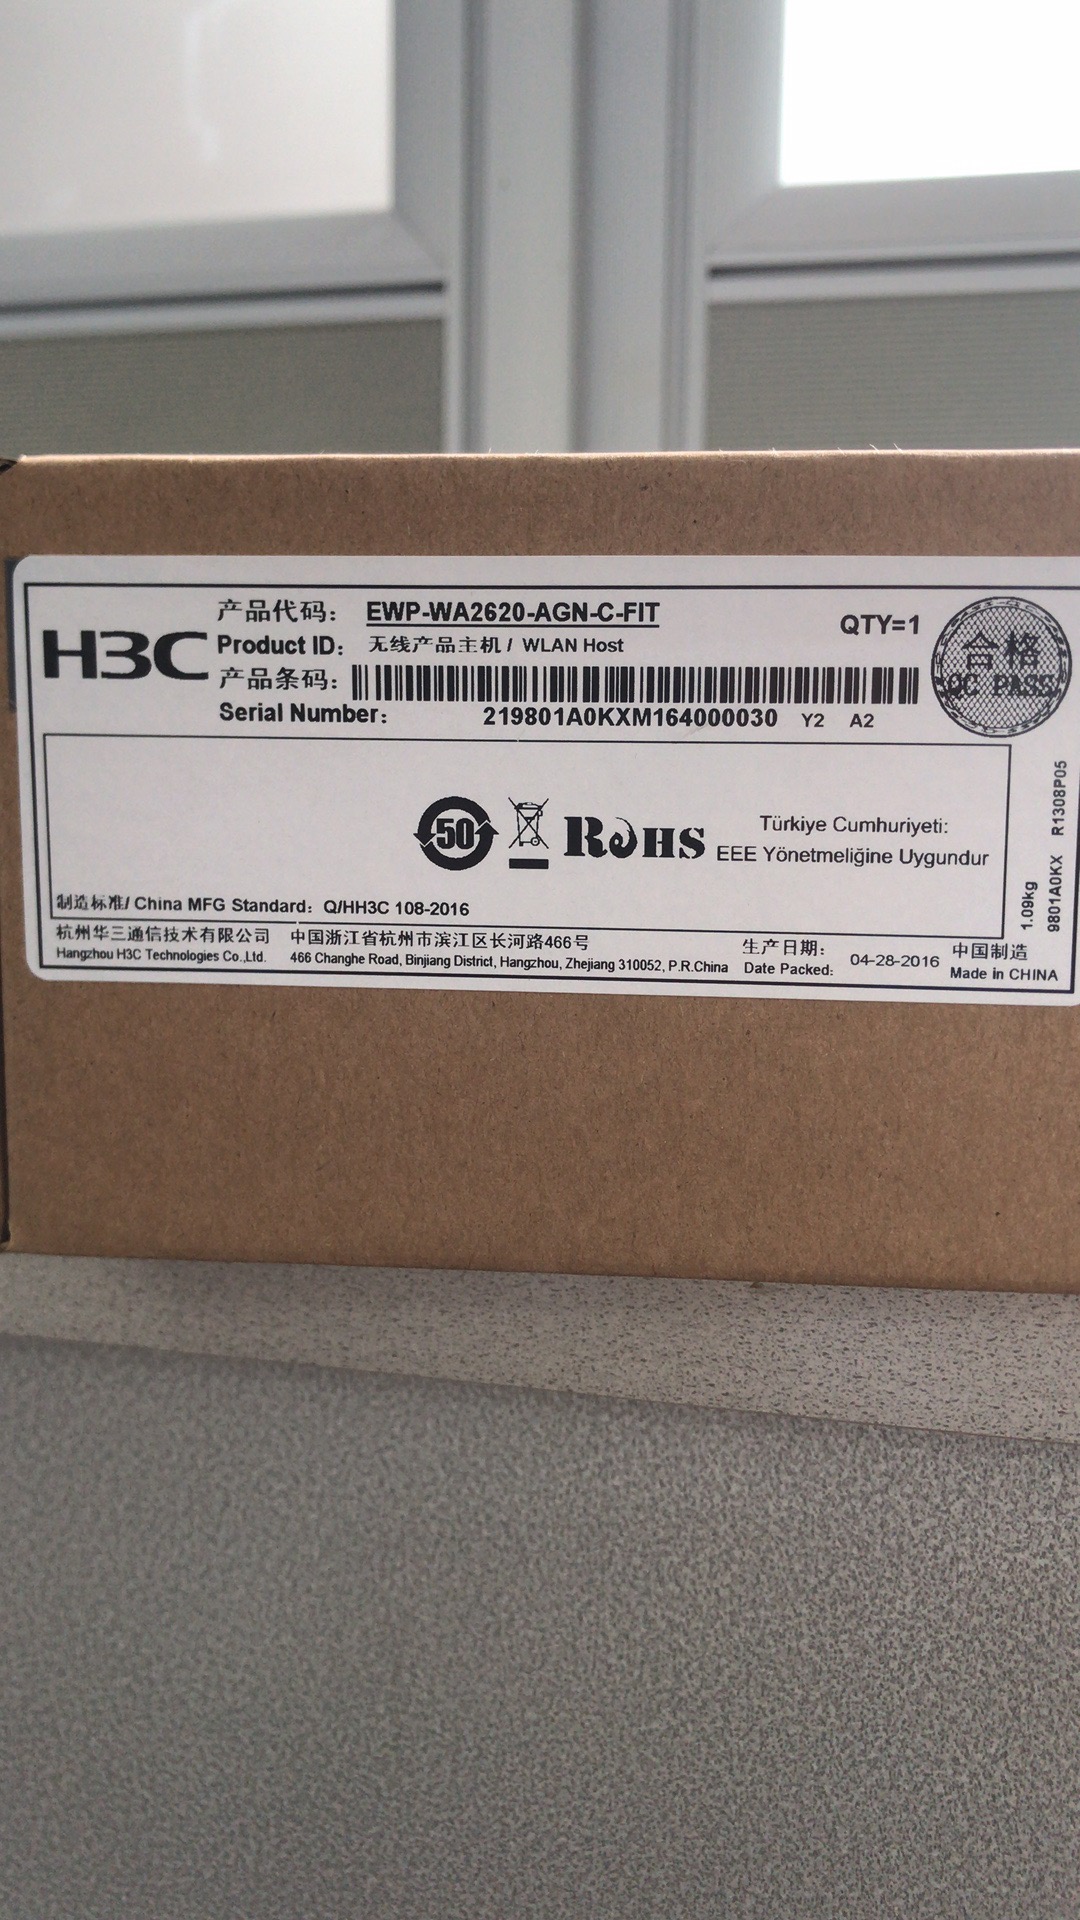 H3C
产品代码： EWP-WA2620-AGN-C-FIT
QTY=1
Product ID： 无线产品主机 / WLAN Host
产品条码：
Serial Number： 219801A0KXM164000030 Y2 A2
合格
QC PASS
50
RoHS
Türkiye Cumhuriyeti:
EEE Yönetmeliğine Uygundur
制造标准/ China MFG Standard：Q/HH3C 108-2016
杭州华三通信技术有限公司 中国浙江省杭州市滨江区长河路466号
Hangzhou H3C Technologies Co.,Ltd. 466 Changhe Road, Binjiang District, Hangzhou, Zhejiang 310052, P.R.China
生产日期：
Date Packed: 04-28-2016
中国制造
Made in CHINA
1.09kg
9801A0KX R1308P05